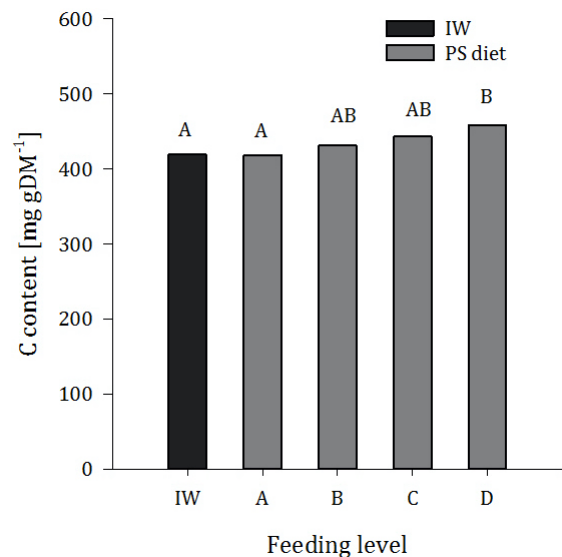 600
500
400
300
200
100
0
C content [mg gDM⁻¹]
IW
PS diet
A
A
AB
AB
B
IW A B C D
Feeding level